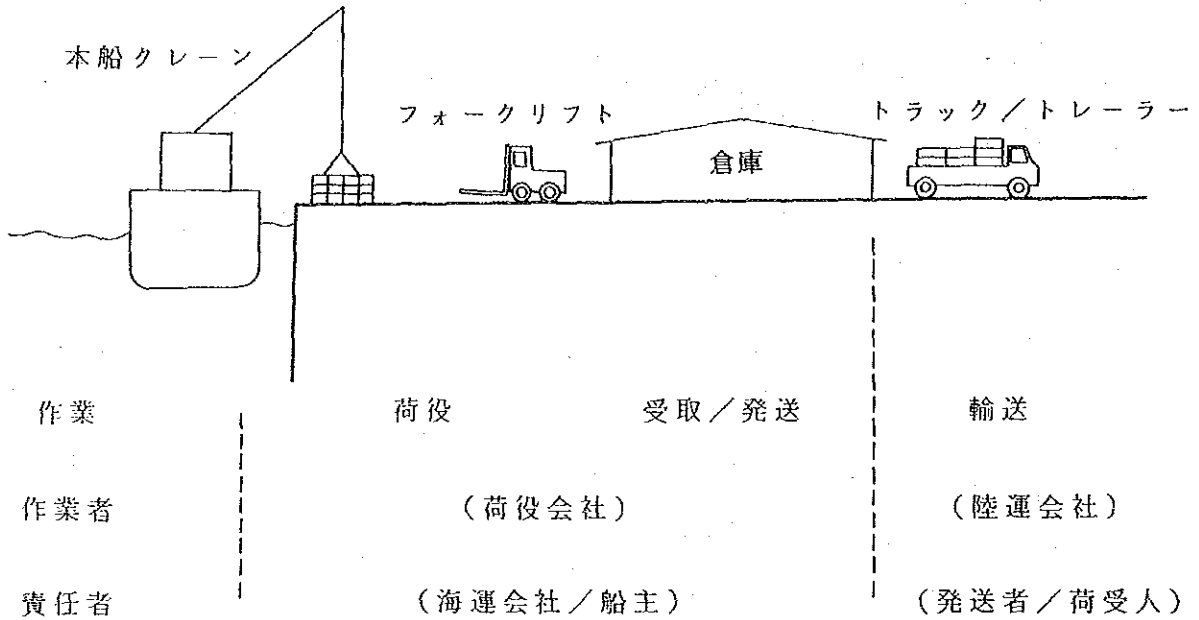 本船クレーン
フォークリフト
トラック／トレーラー
倉庫
作業 荷役 受取／発送 輸送
作業者 （荷役会社） （陸運会社）
責任者 （海運会社／船主） （発送者／荷受人）